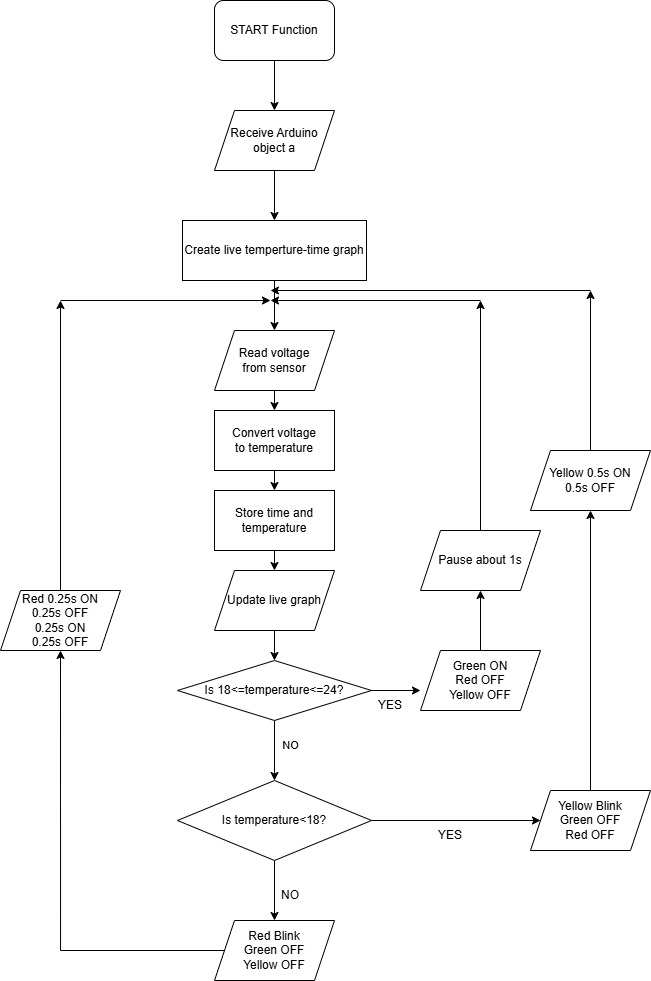 START Function
Receive Arduino
object a
Create live temperture-time graph
Read voltage
from sensor
Convert voltage
to temperature
Store time and
temperature
Update live graph
Is 18<=temperature<=24?
YES
Green ON
Red OFF
Yellow OFF
Pause about 1s
NO
Is temperature<18?
YES
Yellow Blink
Green OFF
Red OFF
Yellow 0.5s ON
0.5s OFF
NO
Red Blink
Green OFF
Yellow OFF
Red 0.25s ON
0.25s OFF
0.25s ON
0.25s OFF